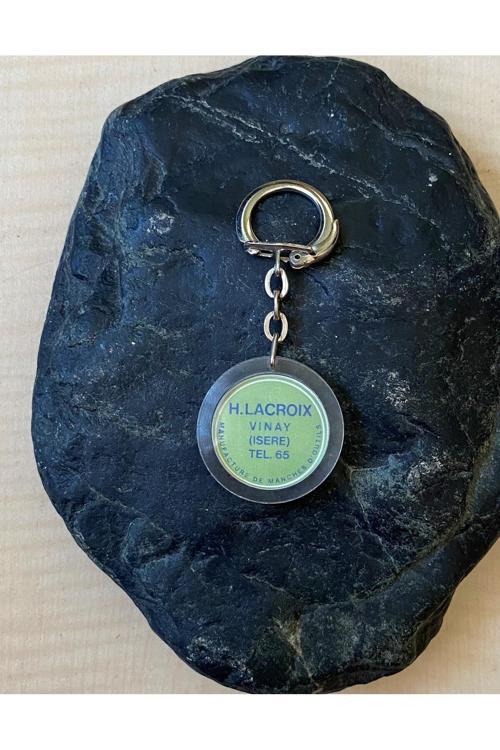 H.LACROIX
VINAY
(ISERE)
TEL. 65
MANUFACTURE DE MANCHES D'OUTILS